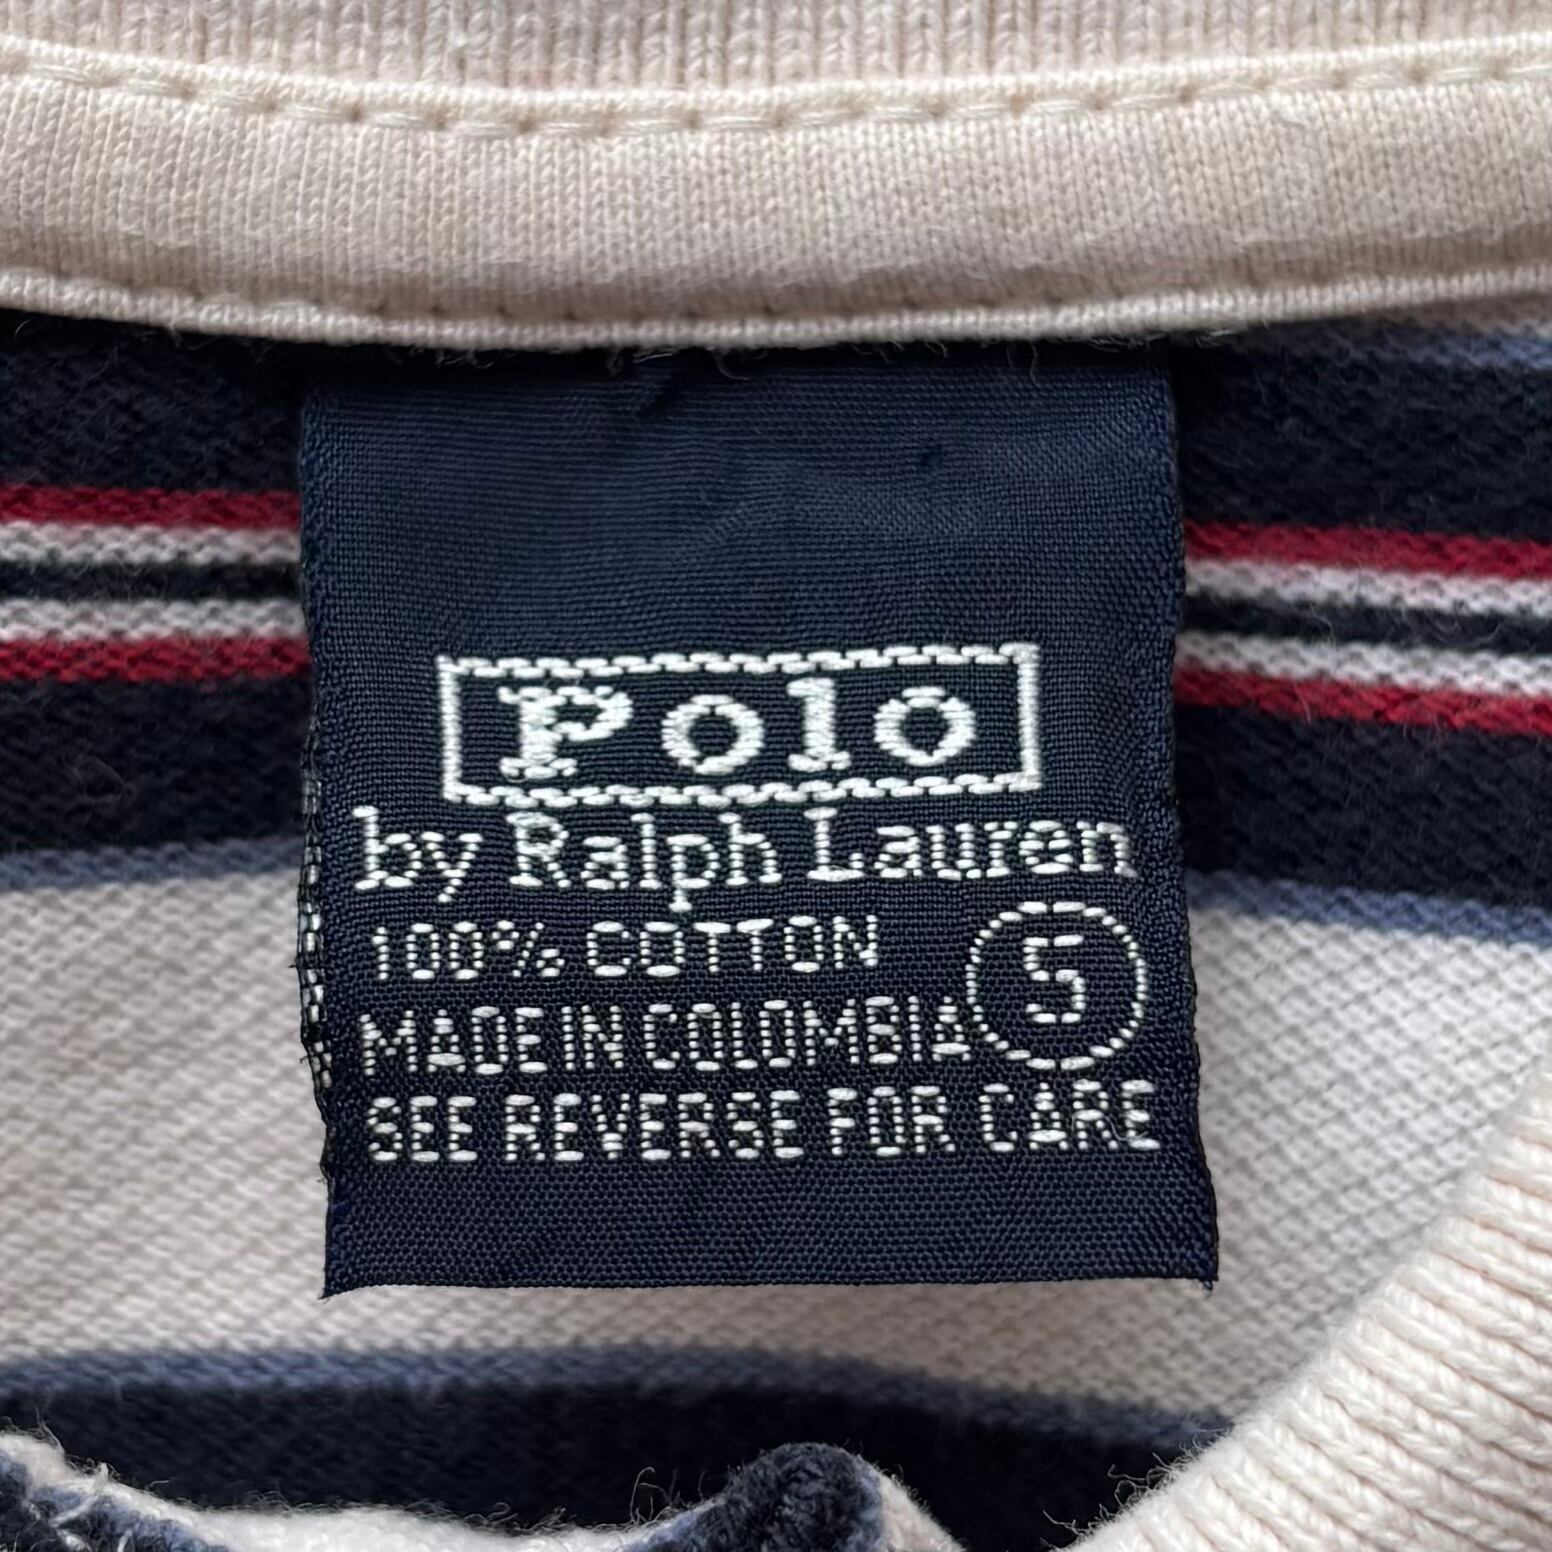 Polo
by Ralph Lauren
100% COTTON
S
MADE IN COLOMBIA
SEE REVERSE FOR CARE